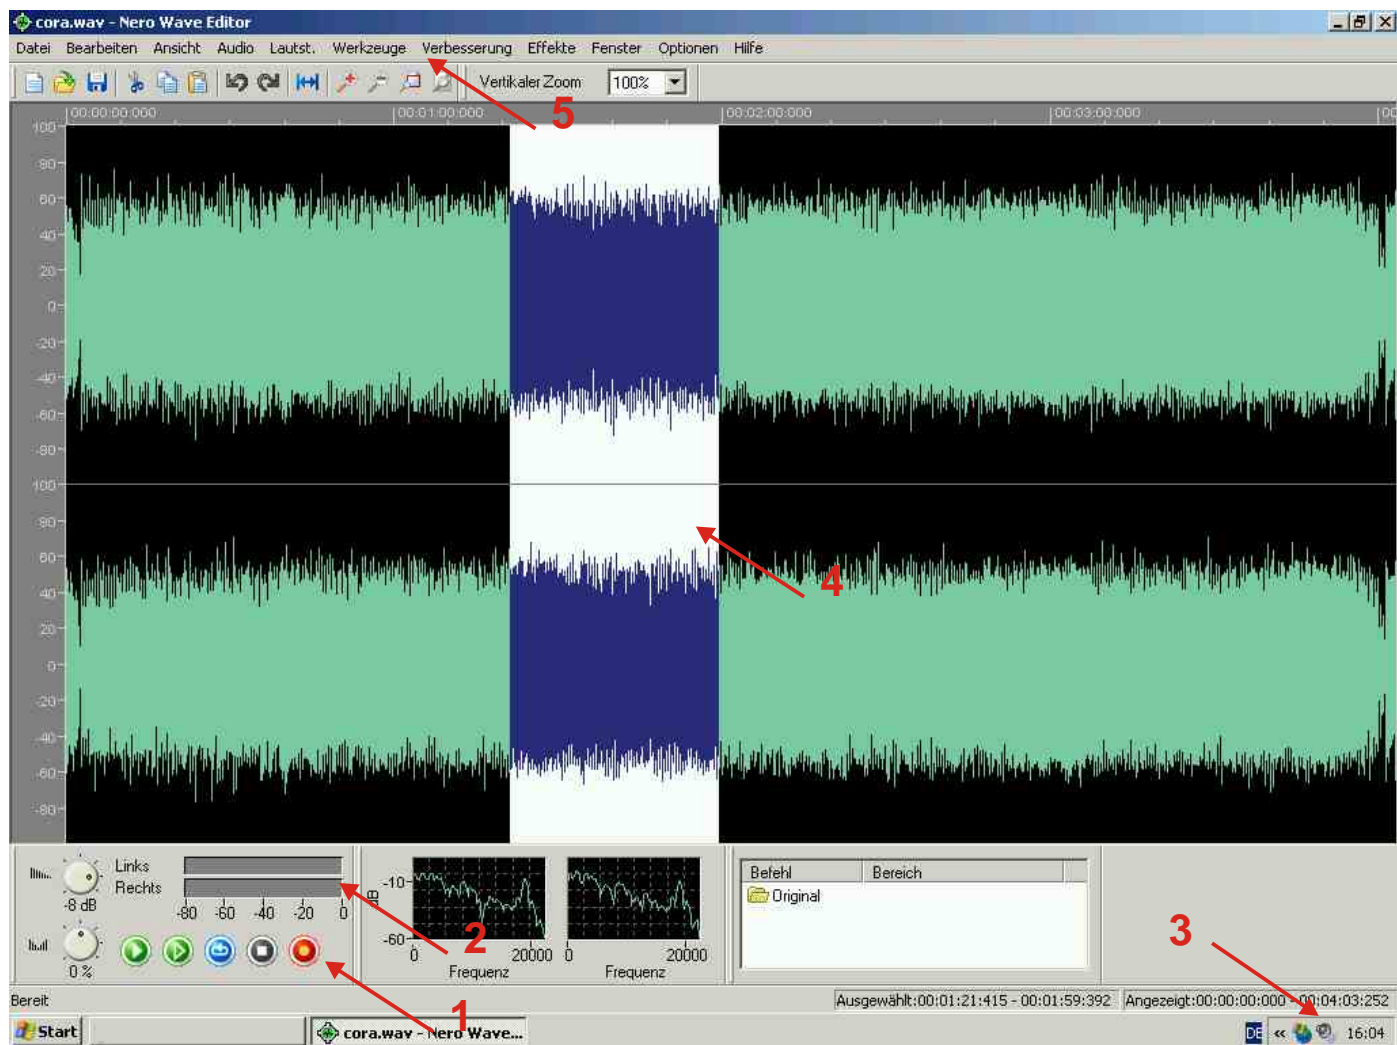 cora.wav - Nero Wave Editor
Datei Bearbeiten Ansicht Audio Lautst. Werkzeuge Verbesserung Effekte Fenster Optionen Hilfe
Vertikaler Zoom 100%
5
00:00:00:000 00:01:00:000 00:02:00:000 00:03:00:000 00
100
80
60
40
20
0
-20
-40
-60
-80
100
80
60
4
40
20
0
-20
-40
-60
-80
Links
Rechts
-8 dB
-80 -60 -40 -20 0
0 %
2
1
dB
-10
-60
0 20000 0 20000
Frequenz Frequenz
Befehl Bereich
Original
3
Bereit
Ausgewählt:00:01:21:415 - 00:01:59:392 Angezeigt:00:00:00:000 - 00:04:03:252
Start cora.wav - Nero Wave... DE « 16:04